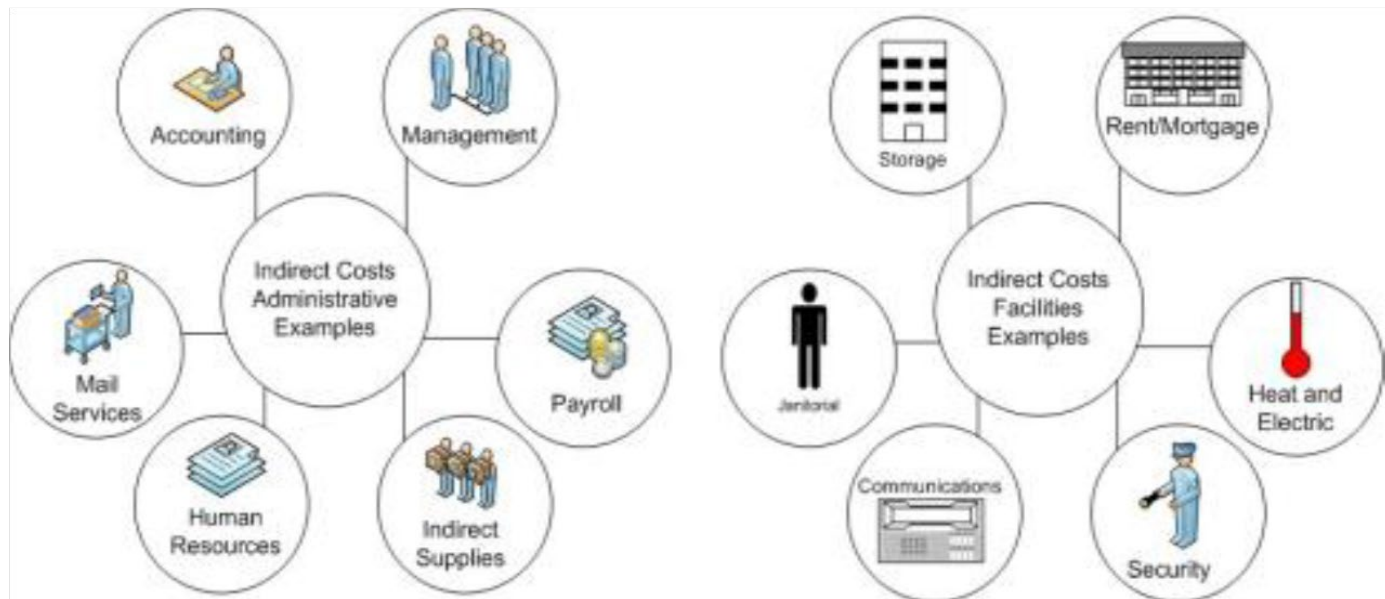 Accounting
Management
Indirect Costs
Administrative
Examples
Mail
Services
Payroll
Human
Resources
Indirect
Supplies
Storage
Rent/Mortgage
Indirect Costs
Facilities
Examples
Janitorial
Heat and
Electric
Communications
Security